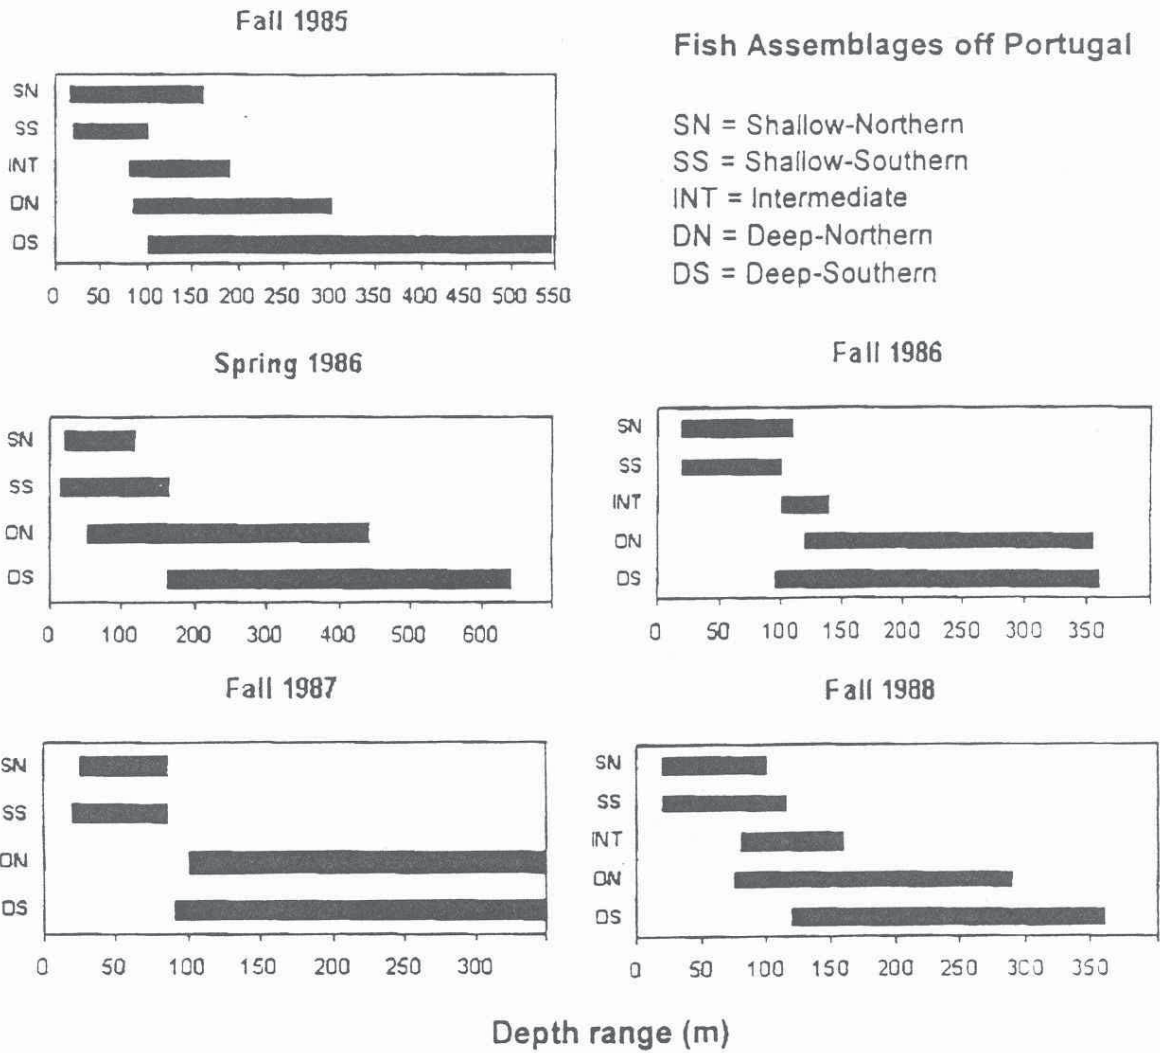 Fall 1985
SN
SS
INT
DN
DS
0 50 100 150 200 250 300 350 400 450 500 550
Fish Assemblages off Portugal
SN = Shallow-Northern
SS = Shallow-Southern
INT = Intermediate
DN = Deep-Northern
DS = Deep-Southern
Spring 1986
SN
SS
DN
DS
0 100 200 300 400 500 600
Fall 1986
SN
SS
INT
DN
DS
0 50 100 150 200 250 300 350
Fall 1987
SN
SS
DN
DS
0 50 100 150 200 250 300
Fall 1988
SN
SS
INT
DN
DS
0 50 100 150 200 250 300 350
Depth range (m)